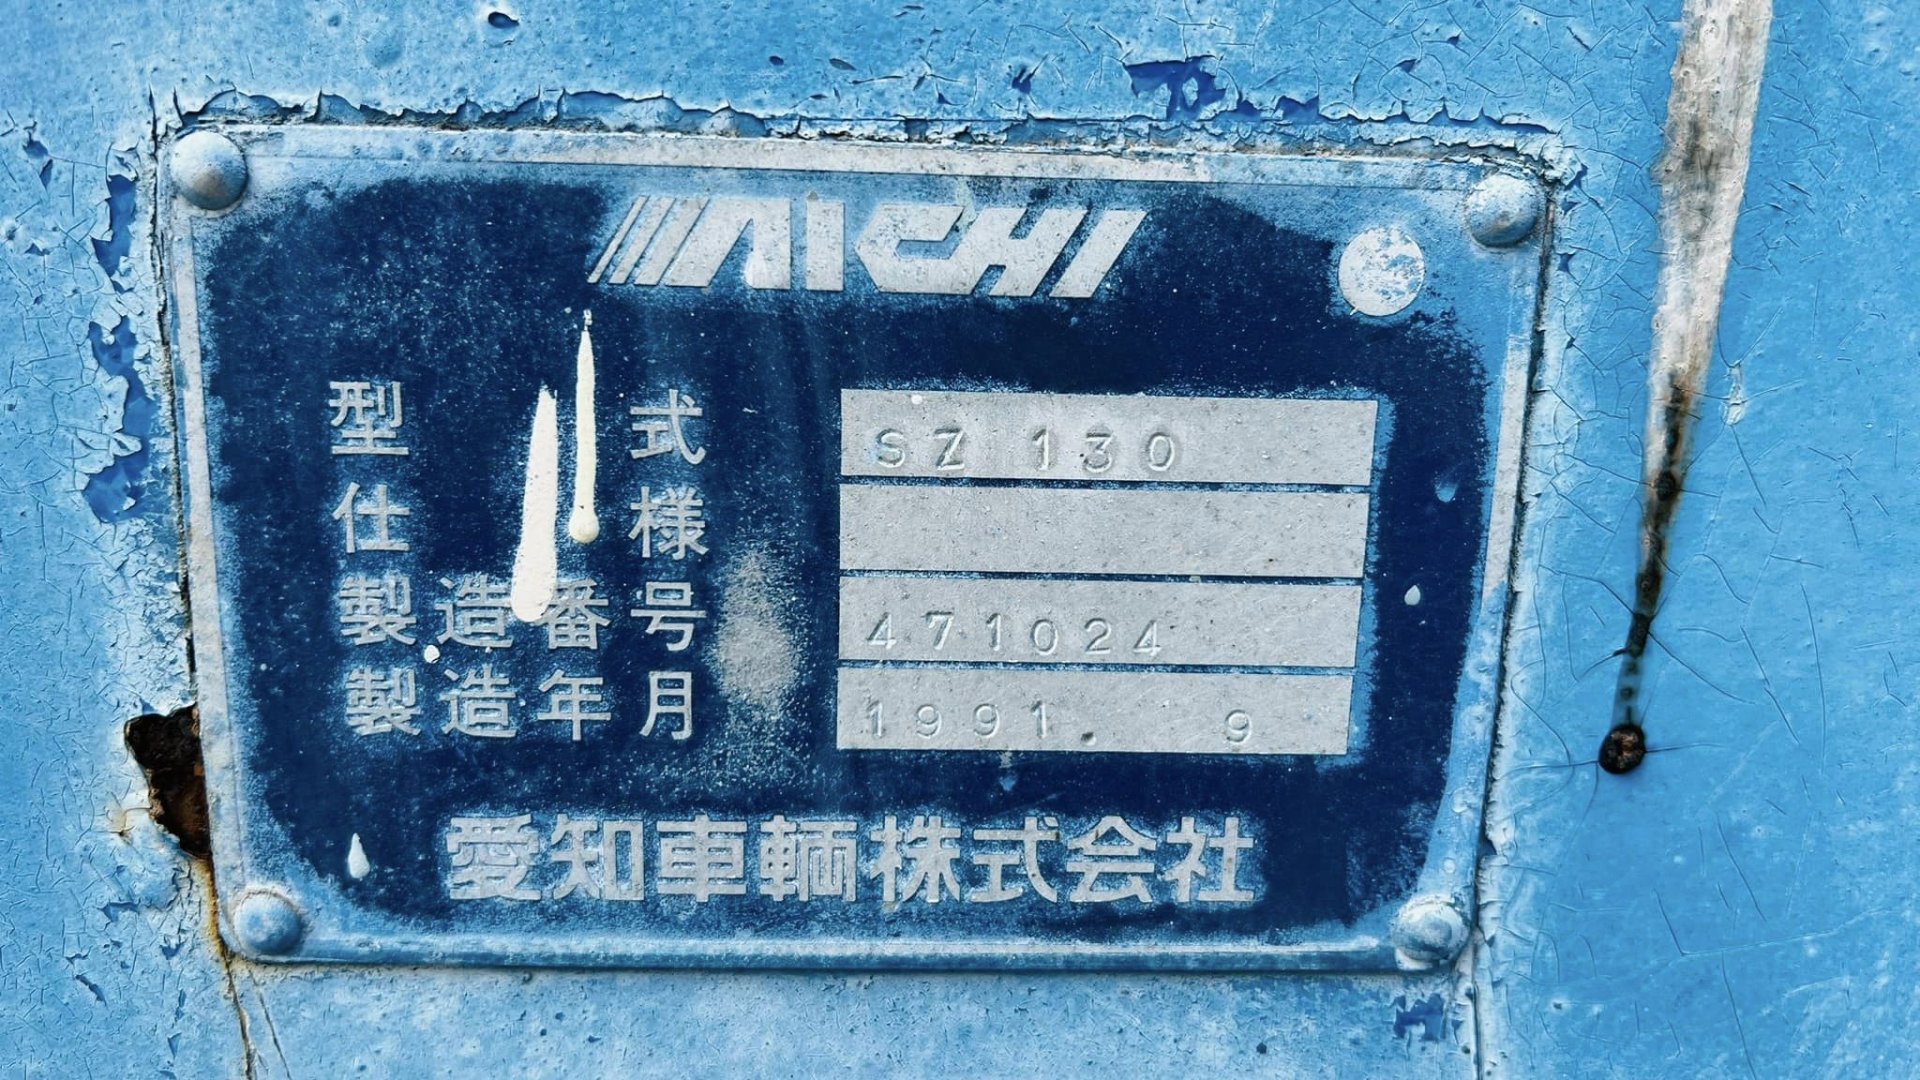 AICHI
型式 SZ 130
仕様
製造番号 471024
製造年月 1991. 9
愛知車輌株式会社